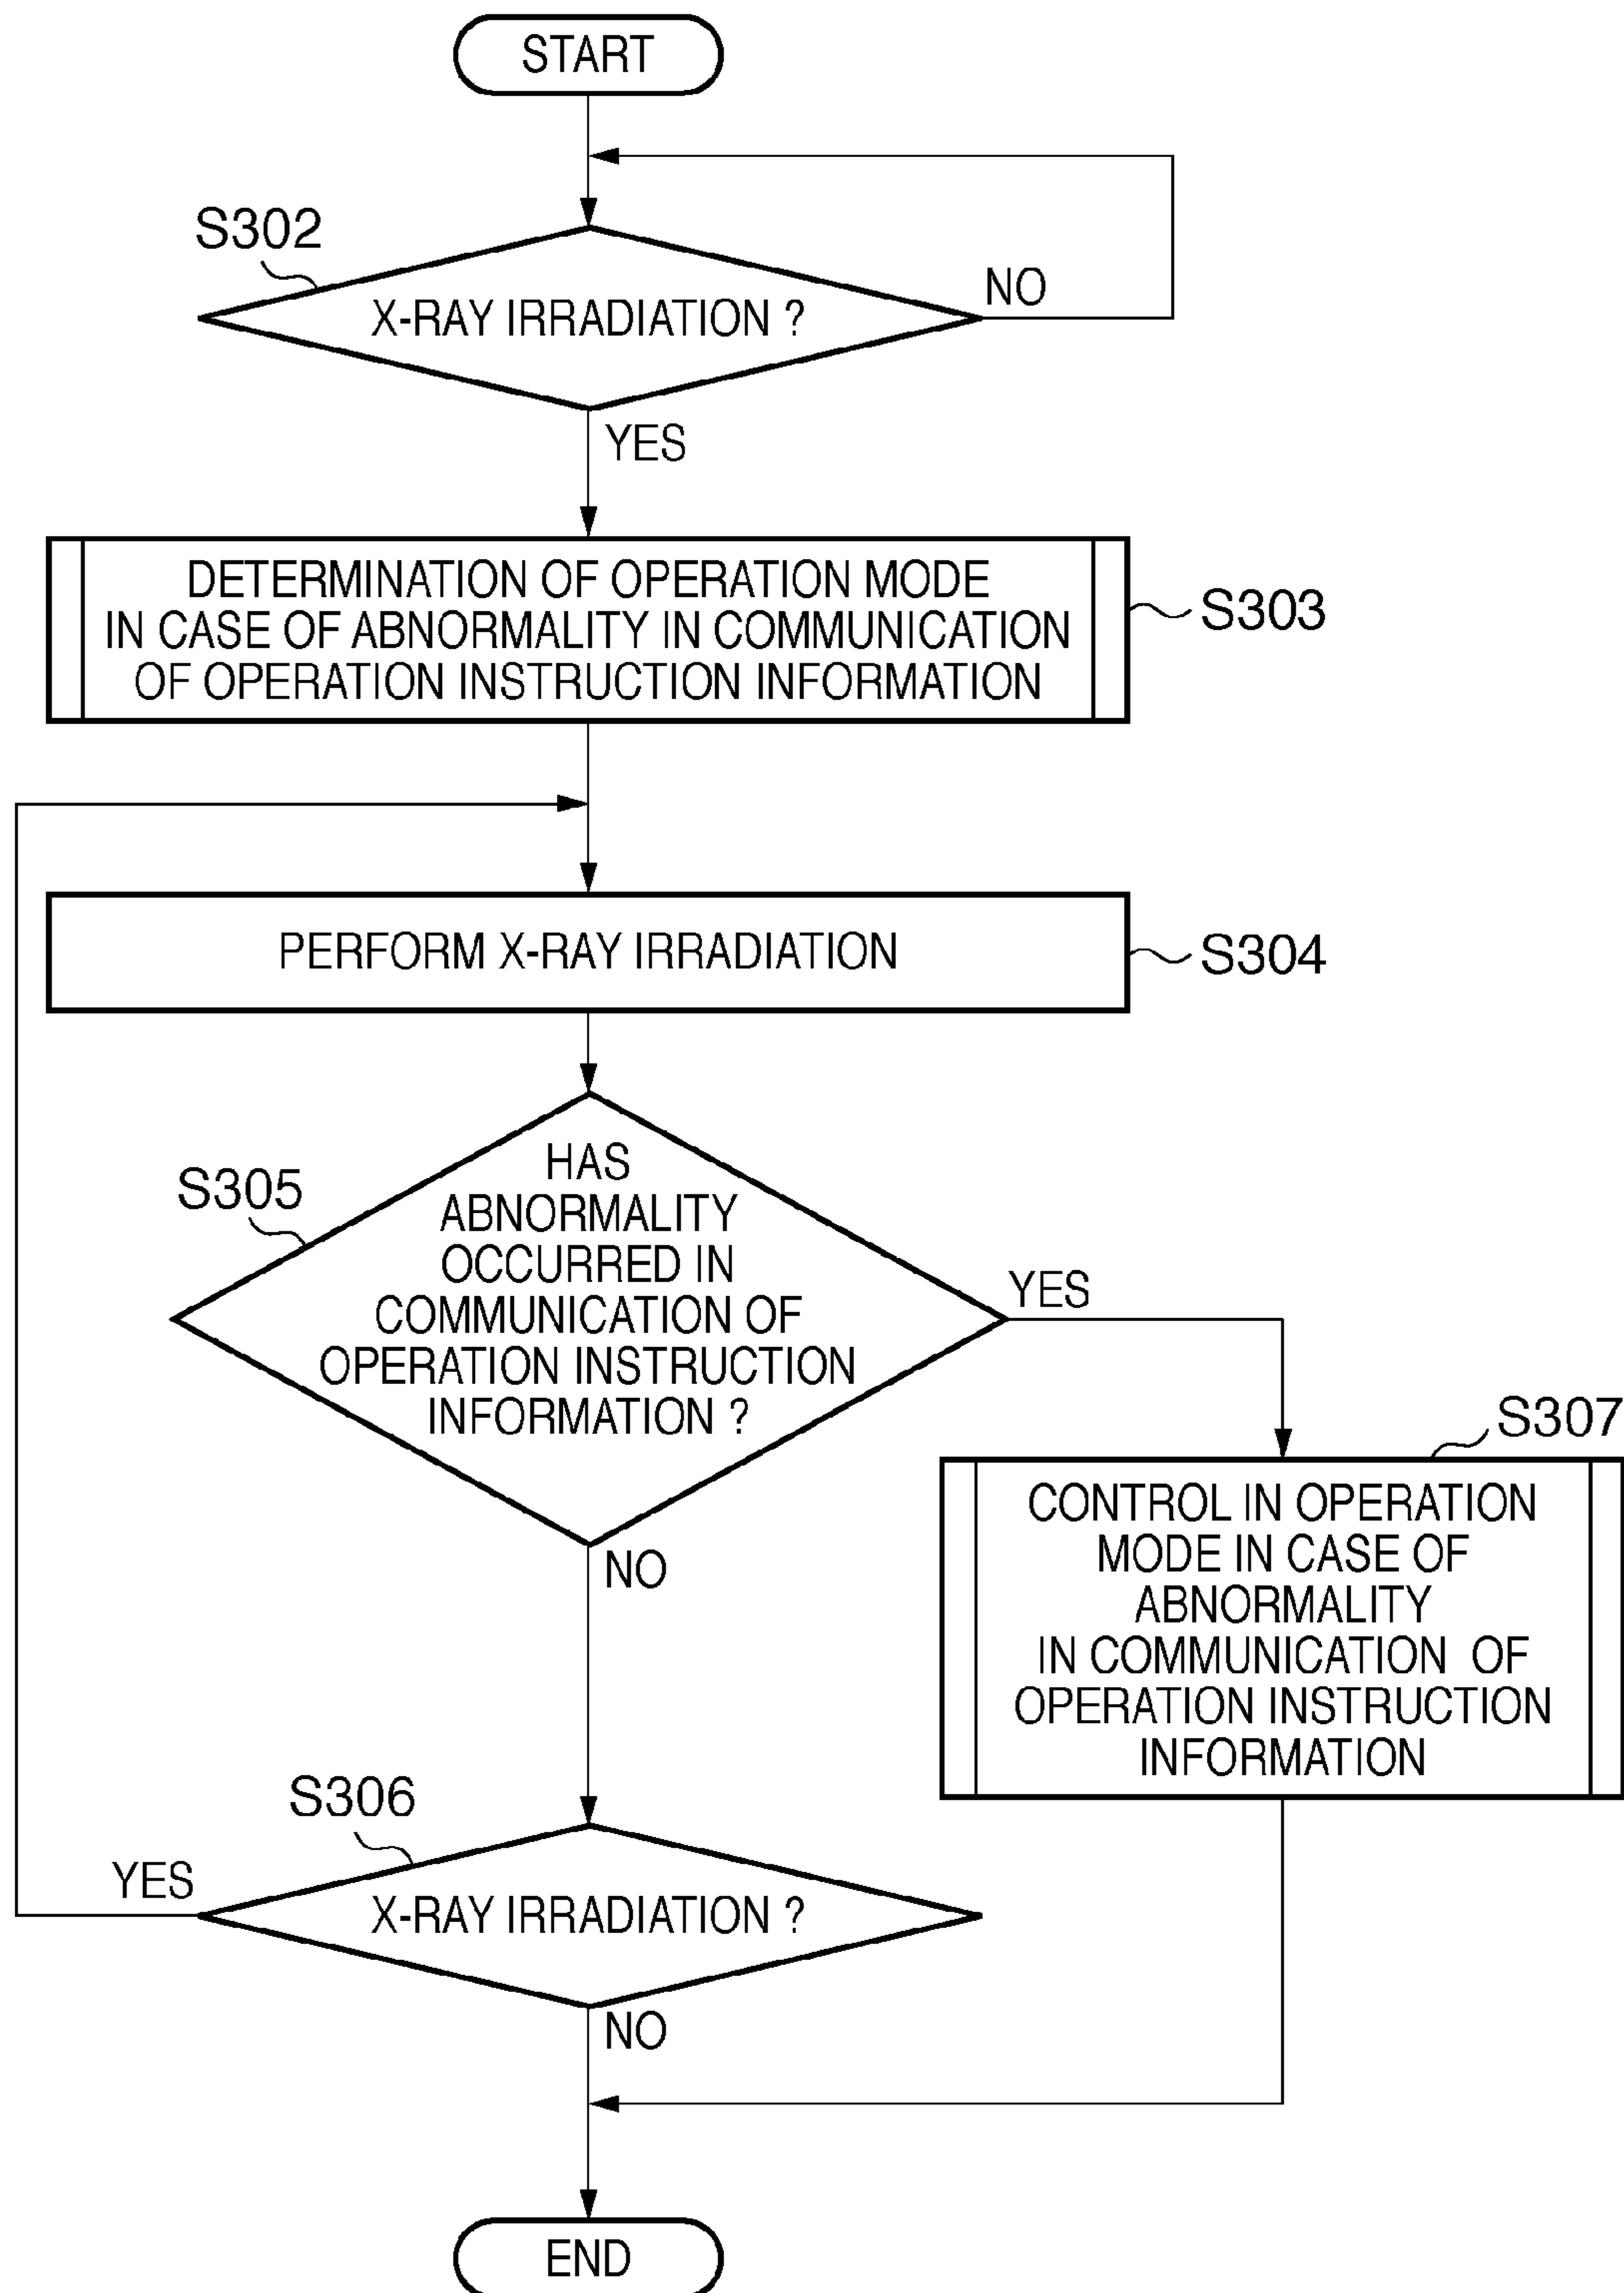 START
S302
X-RAY IRRADIATION ?
NO
YES
DETERMINATION OF OPERATION MODE
IN CASE OF ABNORMALITY IN COMMUNICATION
OF OPERATION INSTRUCTION INFORMATION
S303
PERFORM X-RAY IRRADIATION
S304
S305
HAS
ABNORMALITY
OCCURRED IN
COMMUNICATION OF
OPERATION INSTRUCTION
INFORMATION ?
YES
NO
S307
CONTROL IN OPERATION
MODE IN CASE OF
ABNORMALITY
IN COMMUNICATION OF
OPERATION INSTRUCTION
INFORMATION
S306
YES
X-RAY IRRADIATION ?
NO
END